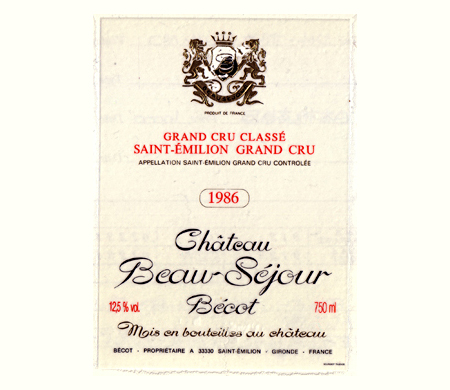 PRODUIT DE FRANCE
GRAND CRU CLASSÉ
SAINT-ÉMILION GRAND CRU
APPELLATION SAINT-ÉMILION GRAND CRU CONTROLÉE
1986
Château
Beau-Séjour
Bécot
12,5 % vol. 750 ml
Mis en bouteilles au château
BÉCOT - PROPRIÉTAIRE A 33330 SAINT-ÉMILION - GIRONDE - FRANCE